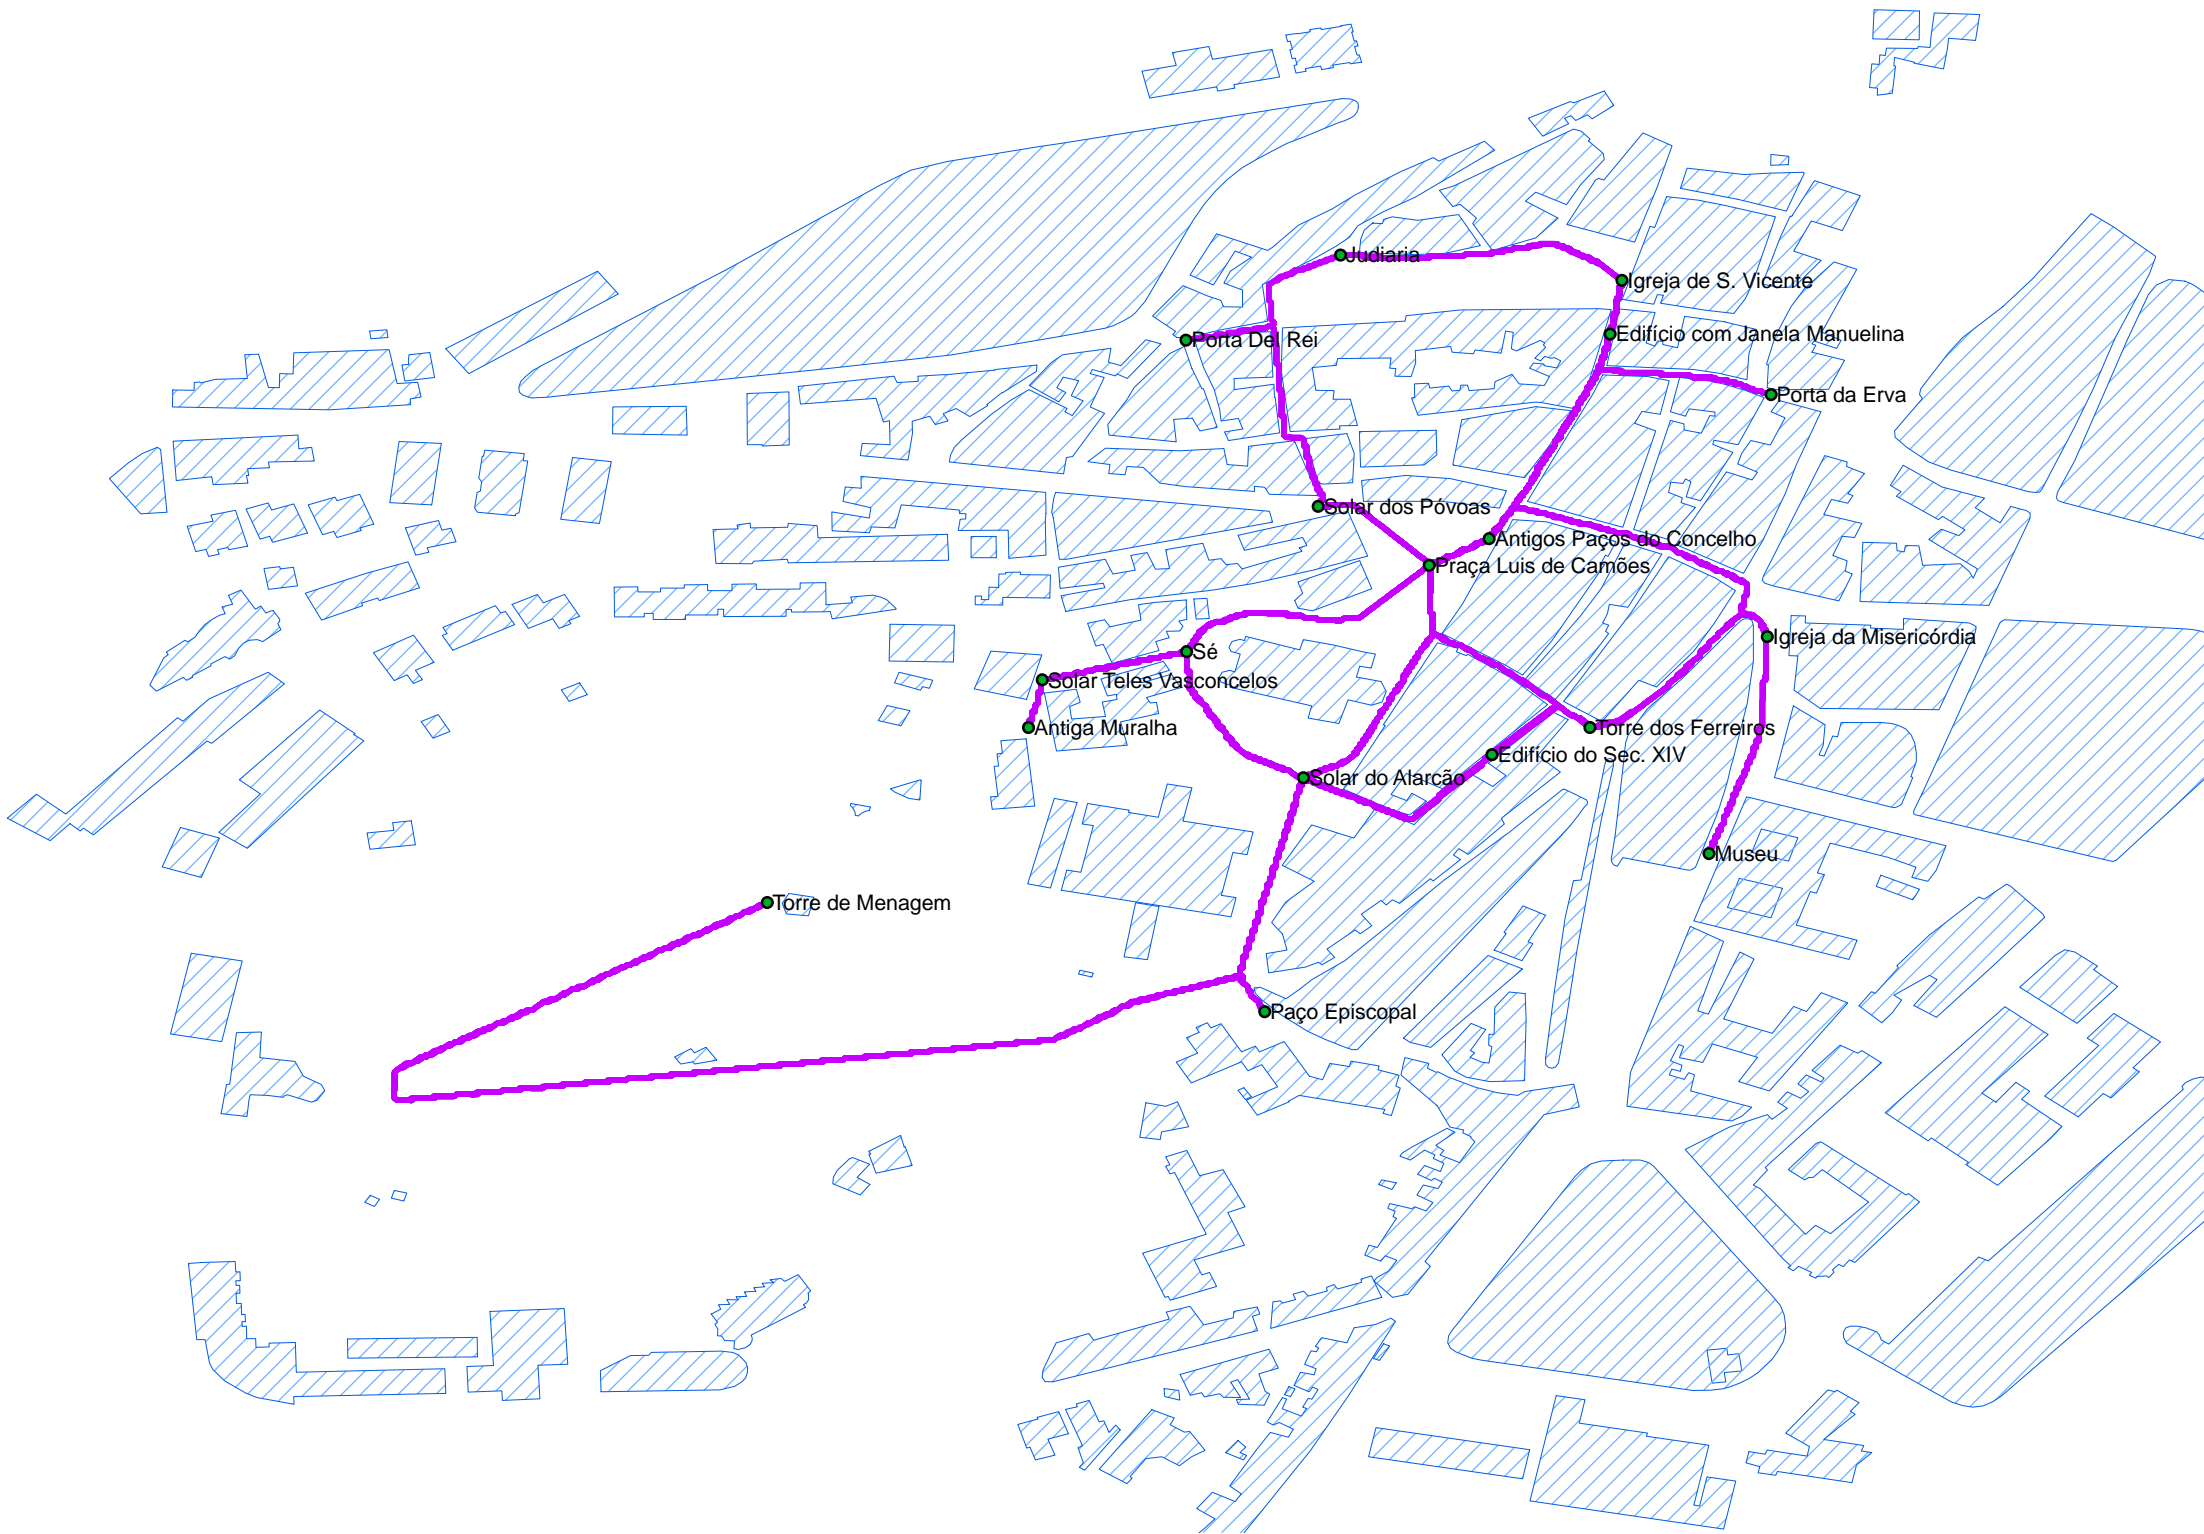 Judiaria
Igreja de S. Vicente
Edifício com Janela Manuelina
Porta Del Rei
Porta da Erva
Solar dos Póvoas
Antigos Paços do Concelho
Praça Luis de Camões
Igreja da Misericórdia
Sé
Solar Teles Vasconcelos
Antiga Muralha
Torre dos Ferreiros
Edifício do Sec. XIV
Solar do Alarcão
Museu
Torre de Menagem
Paço Episcopal